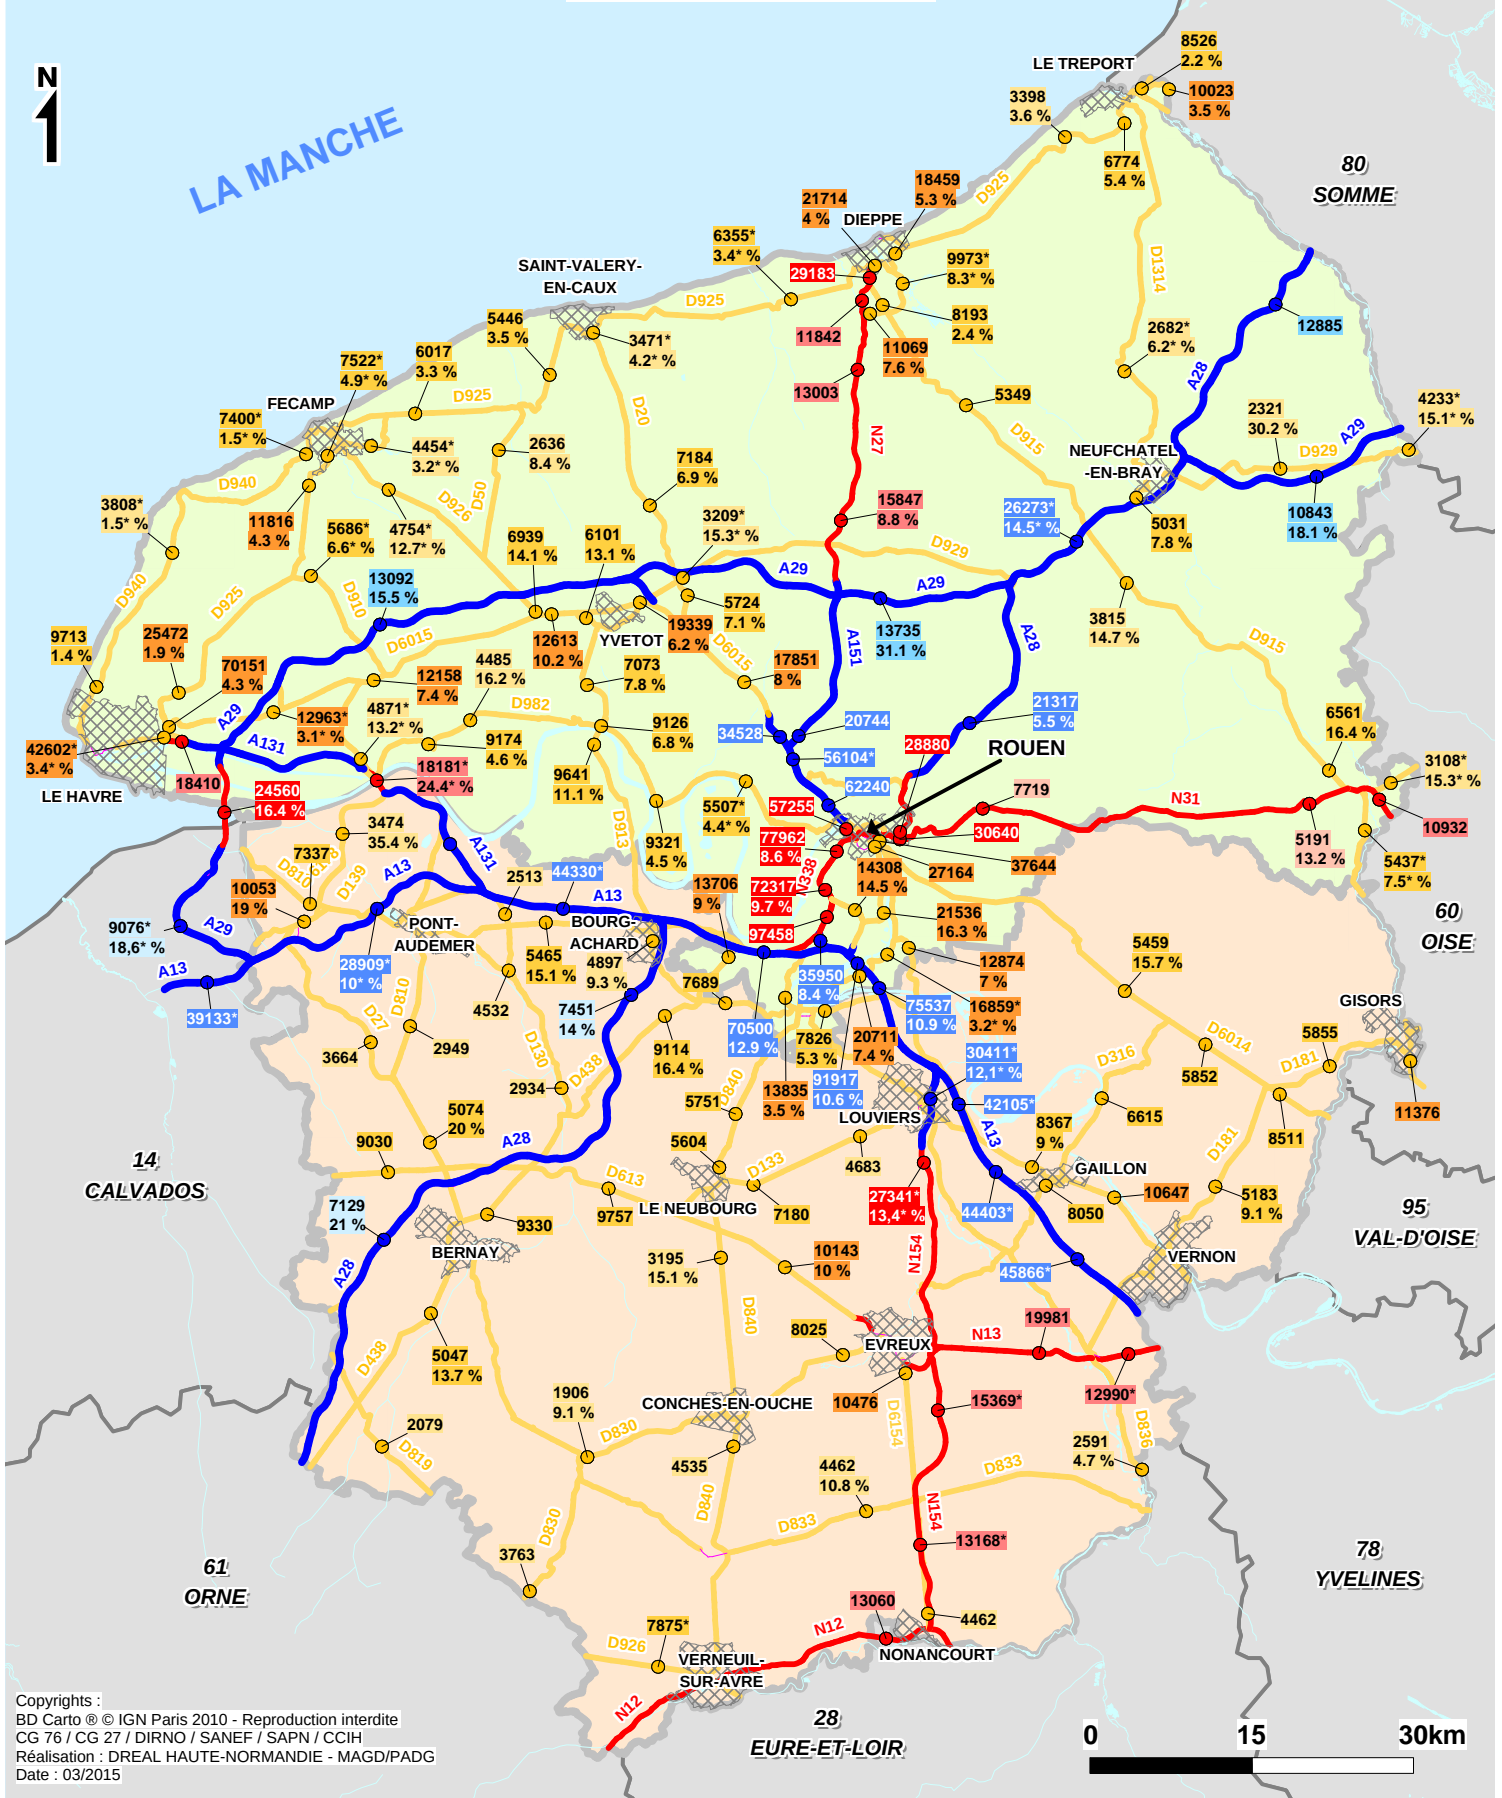 8526
2.2 %
LE TREPORT
N
10023
3.5 %
3398
3.6 %
LA MANCHE
6774
5.4 %
80
SOMME
18459
5.3 %
D925
21714
4 %
DIEPPE
6355*
3.4* %
9973*
8.3* %
D1314
SAINT-VALERY-
EN-CAUX
29183
D925
8193
2.4 %
12885
5446
3.5 %
11842
3471*
4.2* %
11069
7.6 %
2682*
6.2* %
6017
3.3 %
7522*
4.9* %
A28
13003
D925
5349
FECAMP
D20
4233*
15.1* %
7400*
1.5* %
2321
30.2 %
A29
4454*
3.2* %
2636
8.4 %
N27
D915
NEUFCHATEL
-EN-BRAY
D929
7184
6.9 %
D940
D50
3808*
1.5* %
D926
15847
8.8 %
26273*
14.5* %
10843
18.1 %
11816
4.3 %
5686*
6.6* %
4754*
12.7* %
3209*
15.3* %
5031
7.8 %
6939
14.1 %
6101
13.1 %
D929
D940
D925
D910
13092
15.5 %
A29
A29
5724
7.1 %
3815
14.7 %
9713
1.4 %
25472
1.9 %
D6015
12613
10.2 %
YVETOT
19339
6.2 %
13735
31.1 %
A151
A28
D915
70151
4.3 %
4485
16.2 %
7073
7.8 %
D6015
17851
8 %
12158
7.4 %
A29
12963*
3.1* %
4871*
13.2* %
D982
21317
5.5 %
9126
6.8 %
20744
6561
16.4 %
42602*
3.4* %
A131
9174
4.6 %
34528
28880
ROUEN
56104*
3108*
15.3* %
18181*
24.4* %
9641
11.1 %
LE HAVRE
18410
24560
16.4 %
62240
7719
N31
5507*
4.4* %
57255
3474
35.4 %
D913
9321
4.5 %
77962
8.6 %
30640
5191
13.2 %
10932
7337
A131
37644
5437*
7.5* %
D810
D139
A13
2513
44330*
14308
14.5 %
27164
N338
10053
19 %
A13
13706
9 %
72317
9.7 %
21536
16.3 %
60
OISE
9076*
18,6* %
A29
PONT-
AUDEMER
BOURG-
ACHARD
97458
5465
15.1 %
4897
9.3 %
12874
7 %
5459
15.7 %
A13
28909*
10* %
35950
8.4 %
39133*
D810
D27
4532
7451
14 %
7689
75537
10.9 %
16859*
3.2* %
GISORS
3664
2949
D130
70500
12.9 %
7826
5.3 %
20711
7.4 %
30411*
12,1* %
D6014
5855
9114
16.4 %
D316
D181
2934
D438
D840
13835
3.5 %
91917
10.6 %
5852
5751
42105*
11376
LOUVIERS
6615
5074
20 %
8367
9 %
9030
A28
5604
A13
8511
D181
14
CALVADOS
D133
4683
GAILLON
D613
27341*
13,4* %
10647
5183
9.1 %
7129
21 %
9757
LE NEUBOURG
7180
44403*
8050
9330
95
VAL-D'OISE
A28
BERNAY
3195
15.1 %
10143
10 %
N154
VERNON
45866*
D840
8025
19981
N13
EVREUX
D438
5047
13.7 %
1906
9.1 %
10476
15369*
12990*
CONCHES-EN-OUCHE
D6154
D836
2079
D819
D830
4535
2591
4.7 %
4462
10.8 %
D833
D840
N154
D830
D833
13168*
3763
61
ORNE
78
YVELINES
13060
4462
7875*
N12
D926
VERNEUIL-
SUR-AVRE
NONANCOURT
N12
28
EURE-ET-LOIR
Copyrights :
BD Carto ® © IGN Paris 2010 - Reproduction interdite
CG 76 / CG 27 / DIRNO / SANEF / SAPN / CCIH
Réalisation : DREAL HAUTE-NORMANDIE - MAGD/PADG
Date : 03/2015
0 15 30km